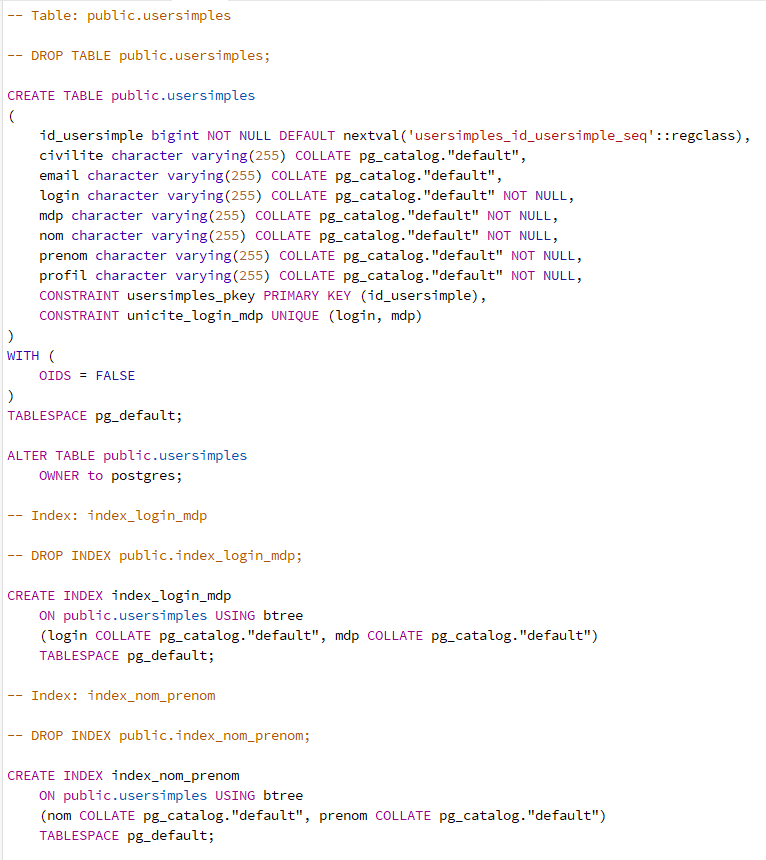 -- Table: public.usersimples
-- DROP TABLE public.usersimples;
CREATE TABLE public.usersimples
(
    id_usersimple bigint NOT NULL DEFAULT nextval('usersimples_id_usersimple_seq'::regclass),
    civilite character varying(255) COLLATE pg_catalog."default",
    email character varying(255) COLLATE pg_catalog."default",
    login character varying(255) COLLATE pg_catalog."default" NOT NULL,
    mdp character varying(255) COLLATE pg_catalog."default" NOT NULL,
    nom character varying(255) COLLATE pg_catalog."default" NOT NULL,
    prenom character varying(255) COLLATE pg_catalog."default" NOT NULL,
    profil character varying(255) COLLATE pg_catalog."default" NOT NULL,
    CONSTRAINT usersimples_pkey PRIMARY KEY (id_usersimple),
    CONSTRAINT unicite_login_mdp UNIQUE (login, mdp)
)
WITH (
    OIDS = FALSE
)
TABLESPACE pg_default;
ALTER TABLE public.usersimples
    OWNER to postgres;
-- Index: index_login_mdp
-- DROP INDEX public.index_login_mdp;
CREATE INDEX index_login_mdp
    ON public.usersimples USING btree
    (login COLLATE pg_catalog."default", mdp COLLATE pg_catalog."default")
    TABLESPACE pg_default;
-- Index: index_nom_prenom
-- DROP INDEX public.index_nom_prenom;
CREATE INDEX index_nom_prenom
    ON public.usersimples USING btree
    (nom COLLATE pg_catalog."default", prenom COLLATE pg_catalog."default")
    TABLESPACE pg_default;